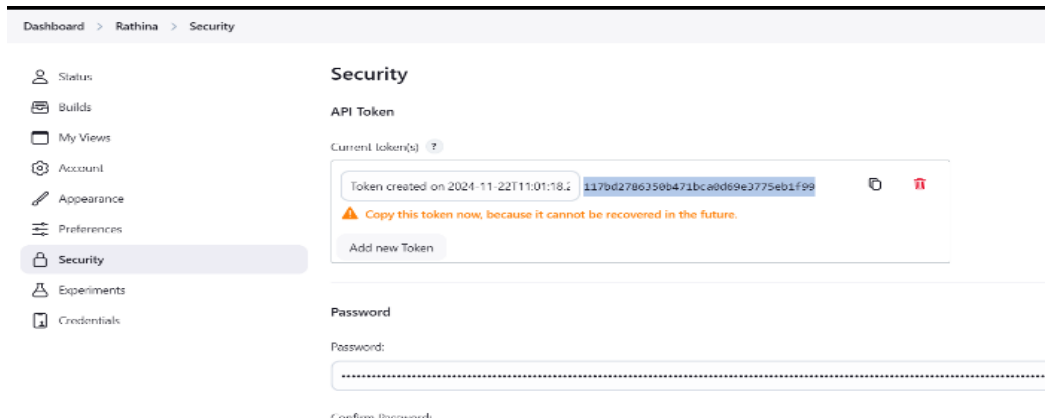 Dashboard > Rathina > Security
Status
Builds
My Views
Account
Appearance
Preferences
Security
Experiments
Credentials
Security
API Token
Current token(s) ?
Token created on 2024-11-22T11:01:18.2 117bd2786350b471bca0d69e3775eb1f99
Copy this token now, because it cannot be recovered in the future.
Add new Token
Password
Password:
Confirm Password: